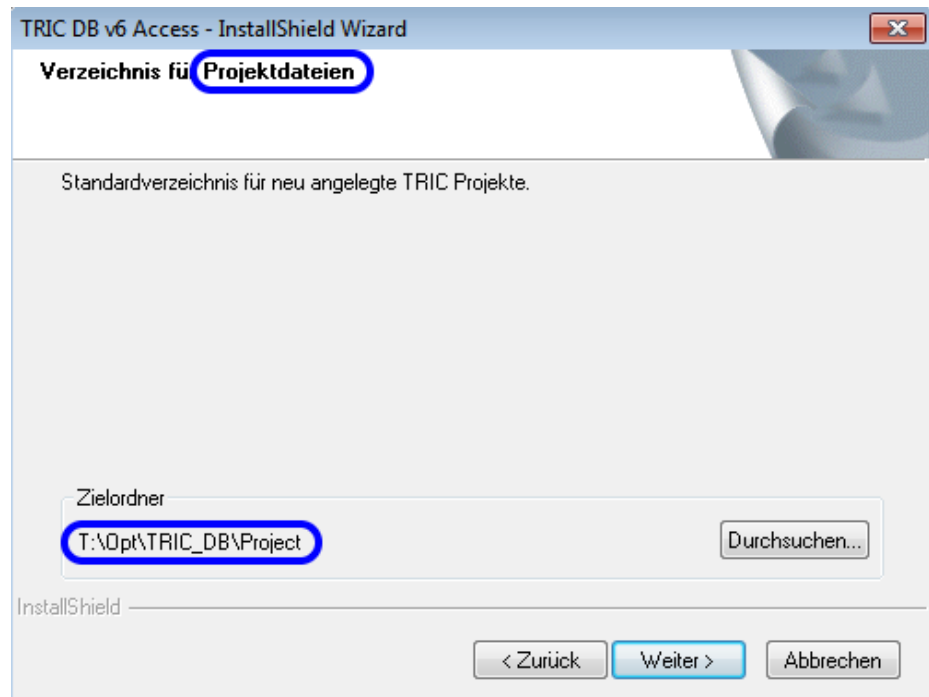 TRIC DB v6 Access - InstallShield Wizard
Verzeichnis fü Projektdateien
Standardverzeichnis für neu angelegte TRIC Projekte.
Zielordner
T:\Opt\TRIC_DB\Project
Durchsuchen...
InstallShield
< Zurück
Weiter >
Abbrechen